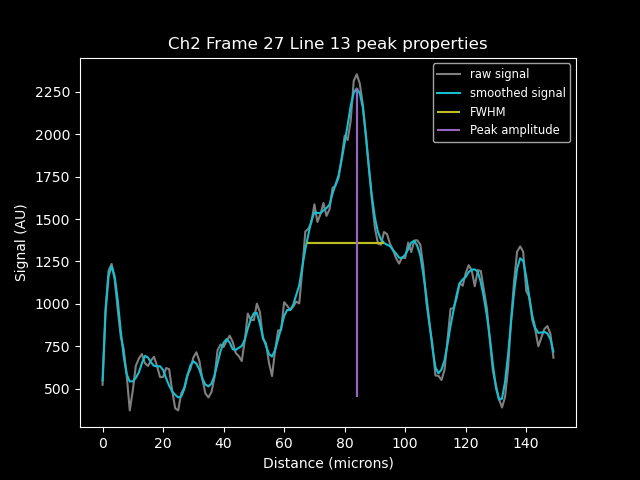 Ch2 Frame 27 Line 13 peak properties
raw signal
smoothed signal
FWHM
Peak amplitude
Signal (AU)
2250
2000
1750
1500
1250
1000
750
500
0 20 40 60 80 100 120 140
Distance (microns)